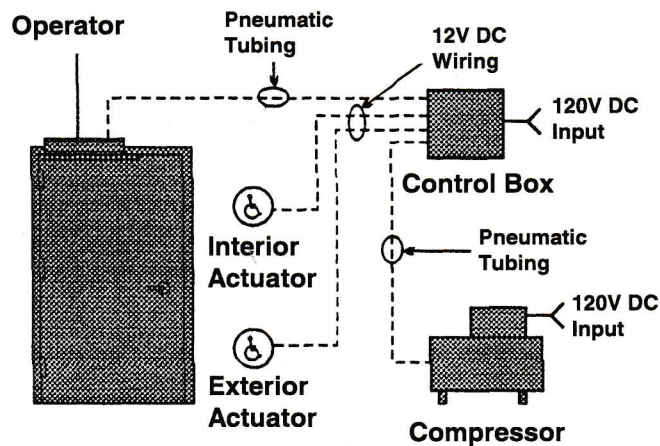 Operator
Pneumatic
Tubing
12V DC
Wiring
120V DC
Input
Control Box
Interior
Actuator
Pneumatic
Tubing
120V DC
Input
Exterior
Actuator
Compressor